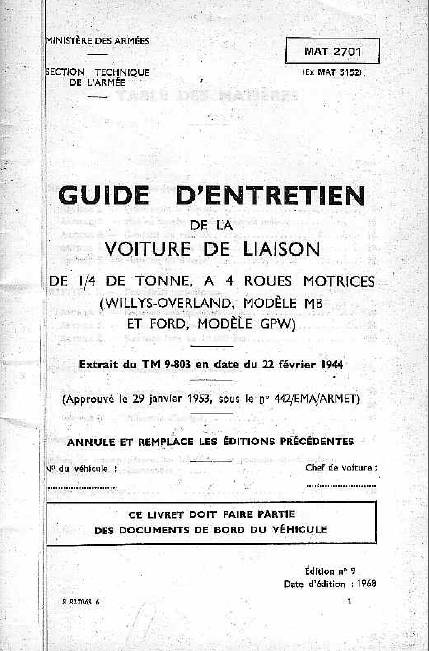 MINISTÈRE DES ARMÉES
SECTION TECHNIQUE
DE L'ARMÉE
MAT 2701
(Ex MAT 3152)
TABLE DES MATIÈRES
GUIDE D'ENTRETIEN
DE LA
VOITURE DE LIAISON
DE 1/4 DE TONNE, A 4 ROUES MOTRICES
(WILLYS-OVERLAND, MODÈLE MB
ET FORD, MODÈLE GPW)
Extrait du TM 9-803 en date du 22 février 1944
(Approuvé le 29 janvier 1953, sous le n° 442/EMA/ARMET)
ANNULE ET REMPLACE LES ÉDITIONS PRÉCÉDENTES
N° du véhicule :
Chef de voiture :
CE LIVRET DOIT FAIRE PARTIE
DES DOCUMENTS DE BORD DU VÉHICULE
Édition n° 9
Date d'édition : 1968
1